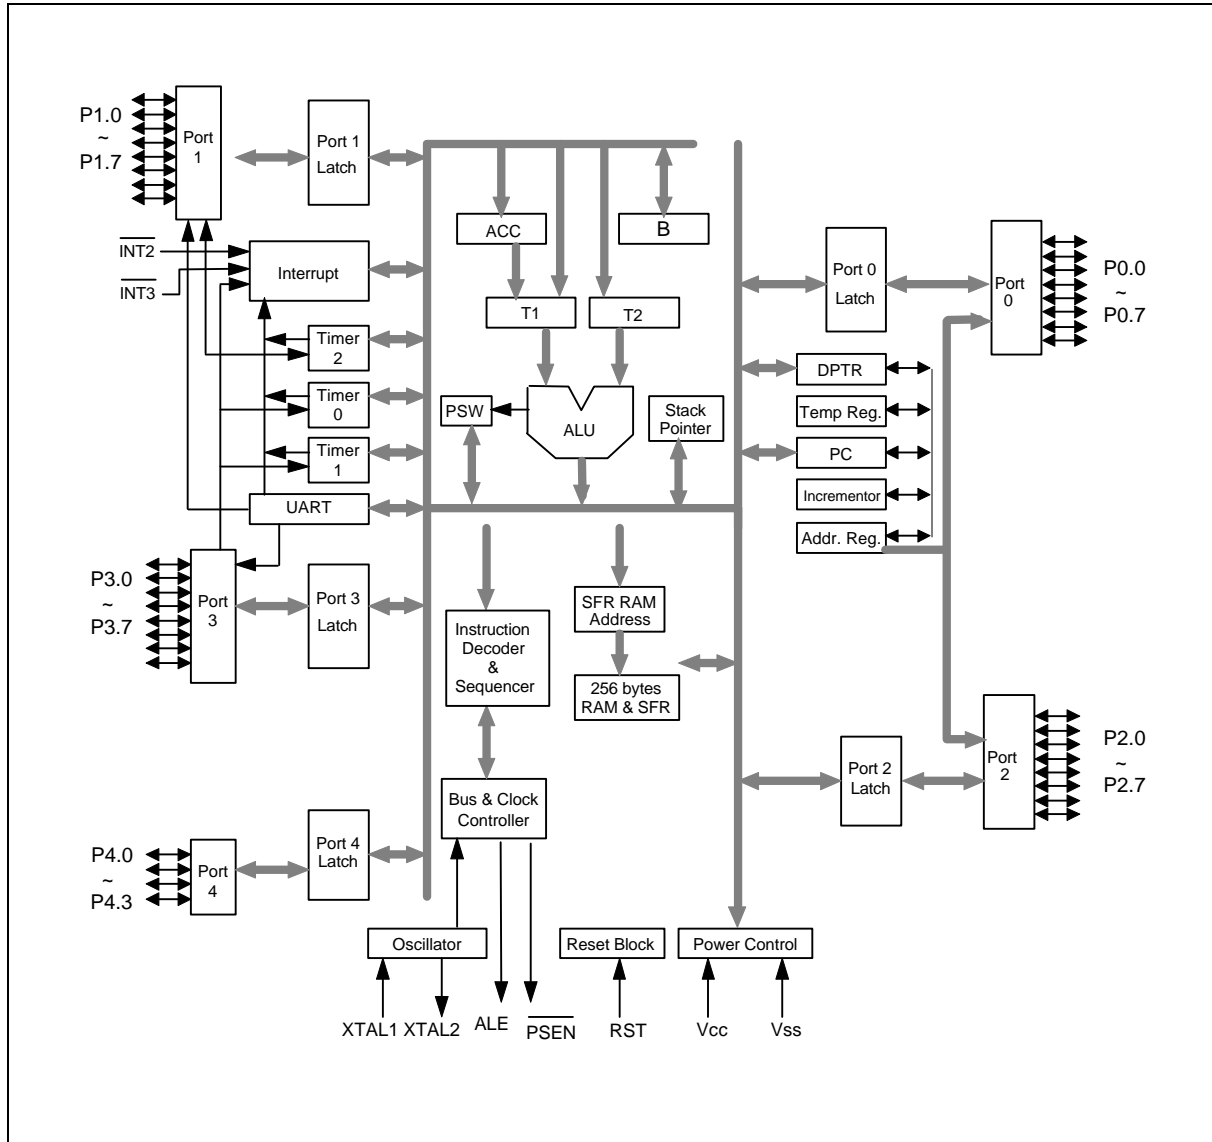 P1.0
~
P1.7
Port
1
Port 1
Latch
INT2
INT3
Interrupt
Timer
2
Timer
0
Timer
1
UART
P3.0
~
P3.7
Port
3
Port 3
Latch
P4.0
~
P4.3
Port
4
Port 4
Latch
ACC
B
T1
T2
PSW
ALU
Stack
Pointer
Instruction
Decoder
&
Sequencer
SFR RAM
Address
256 bytes
RAM & SFR
Bus & Clock
Controller
Oscillator
Reset Block
Power Control
XTAL1
XTAL2
ALE
PSEN
RST
Vcc
Vss
Port 0
Latch
Port
0
P0.0
~
P0.7
DPTR
Temp Reg.
PC
Incrementor
Addr. Reg.
Port 2
Latch
Port
2
P2.0
~
P2.7